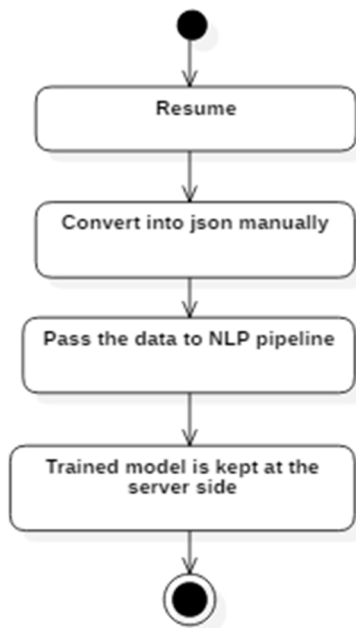 Resume
Convert into json manually
Pass the data to NLP pipeline
Trained model is kept at the
server side